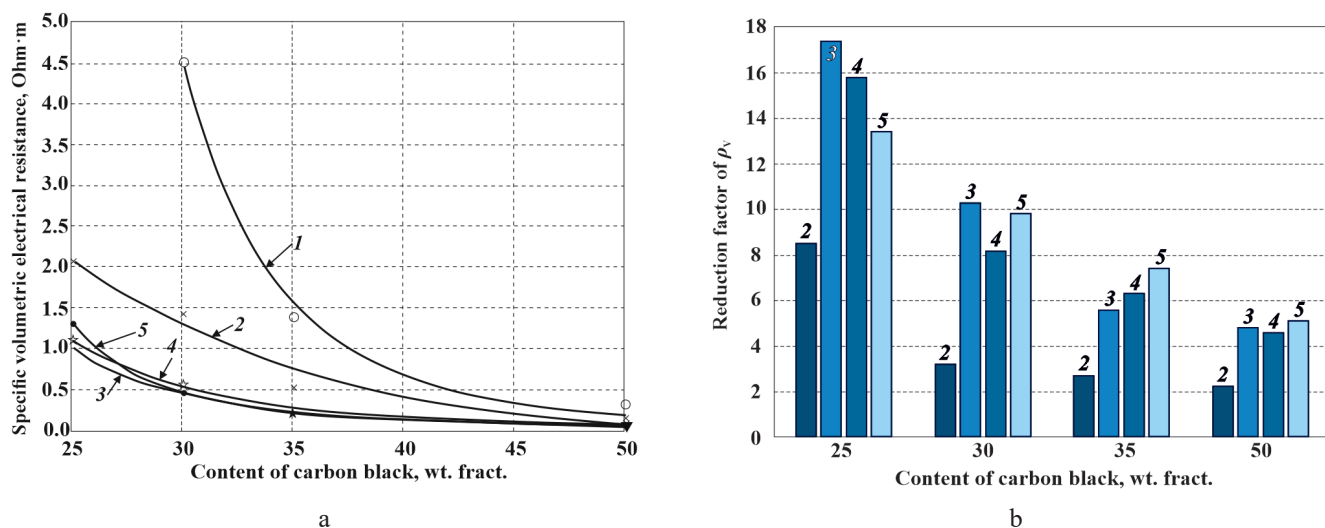 Specific volumetric electrical resistance, Ohm·m
5.0
4.5
4.0
3.5
3.0
2.5
2.0
1.5
1.0
0.5
0.0
1
2
5
4
3
25 30 35 40 45 50
Content of carbon black, wt. fract.
a
Reduction factor of ρv
18
16
14
12
10
8
6
4
2
0
2 3 4 5
2 3 4 5
2 3 4 5
2 3 4 5
25 30 35 50
Content of carbon black, wt. fract.
b